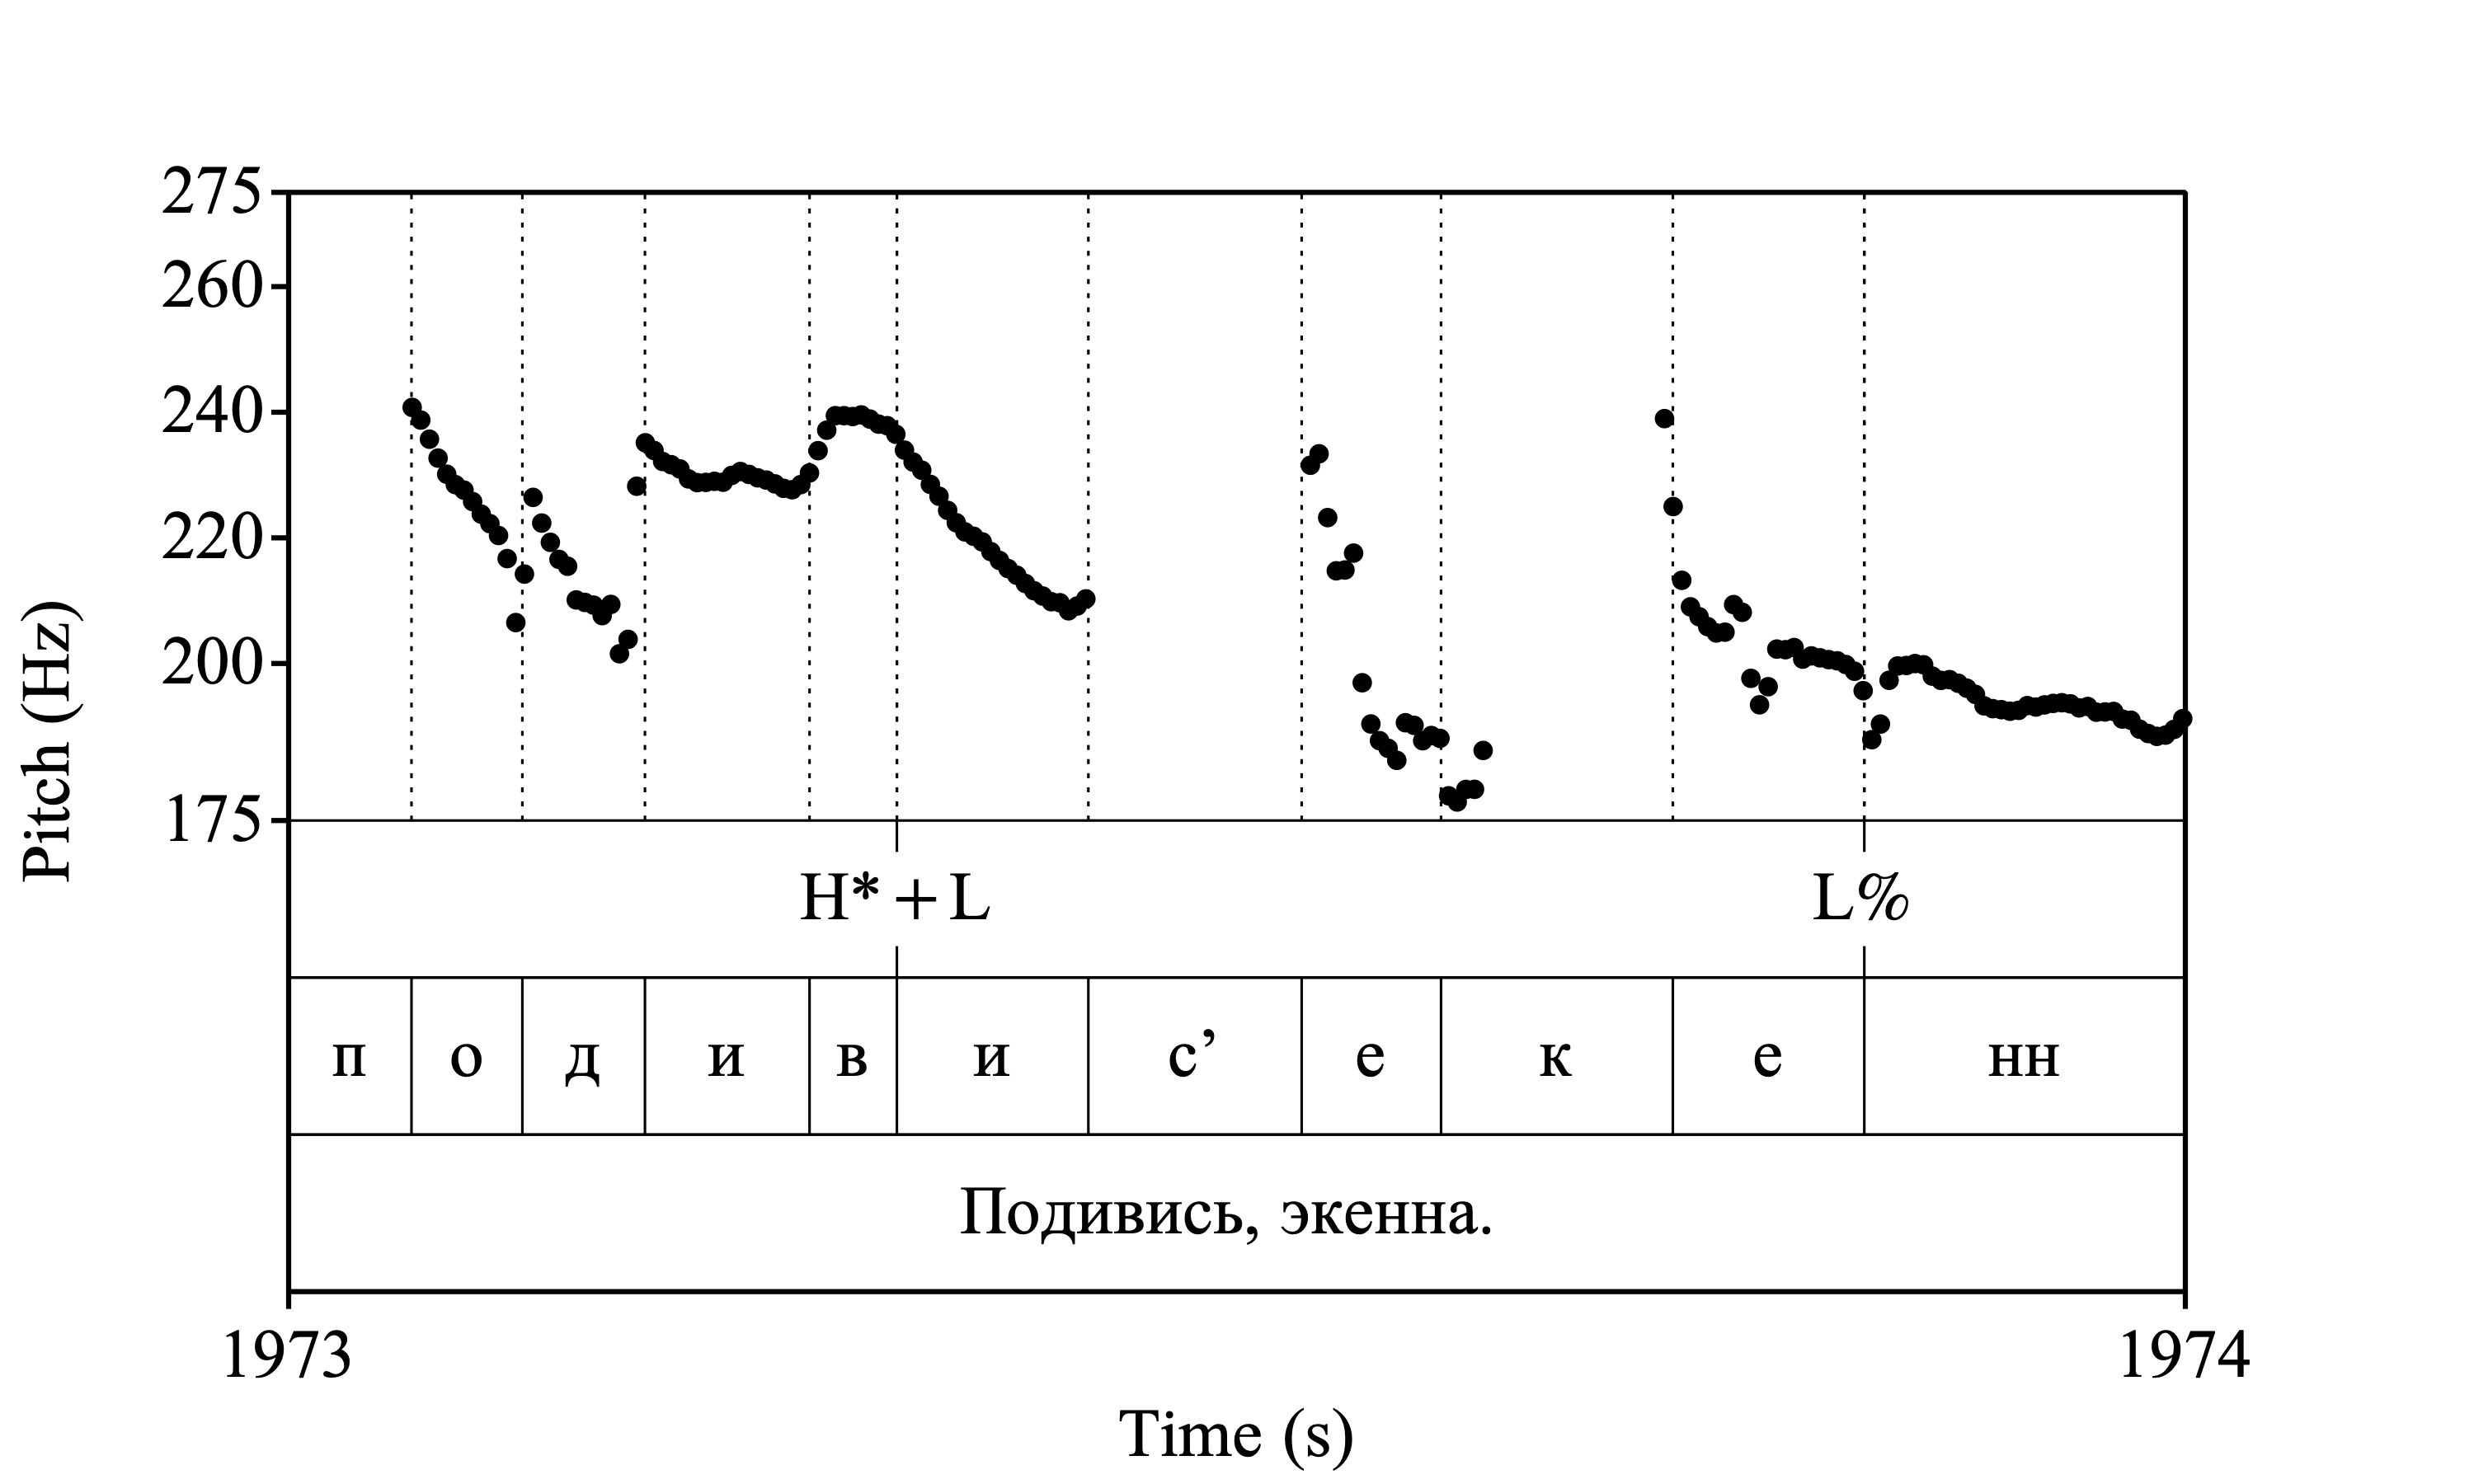 275
260
240
220
200
175
Pitch (Hz)
H* + L L%
п о д и в и с’ е к е нн
Подивись, экенна.
1973 1974
Time (s)